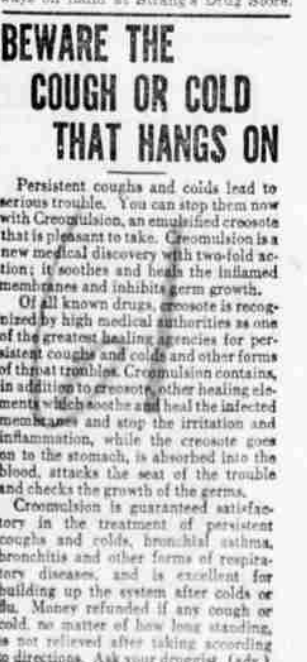 ways on hand at Strang's Drug Store.
BEWARE THE
COUGH OR COLD
THAT HANGS ON
Persistent coughs and colds lead to
serious trouble. You can stop them now
with Creomulsion, an emulsified creosote
that is pleasant to take. Creomulsion is a
new medical discovery with two-fold ac-
tion; it soothes and heals the inflamed
membranes and inhibits germ growth.
Of all known drugs, creosote is recog-
nized by high medical authorities as one
of the greatest healing agencies for per-
sistent coughs and colds and other forms
of throat troubles. Creomulsion contains,
in addition to creosote, other healing ele-
ments which soothe and heal the infected
membranes and stop the irritation and
inflammation, while the creosote goes
on to the stomach, is absorbed into the
blood, attacks the seat of the trouble
and checks the growth of the germs.
Creomulsion is guaranteed satisfac-
tory in the treatment of persistent
coughs and colds, bronchial asthma,
bronchitis and other forms of respira-
tory diseases, and is excellent for
building up the system after colds or
flu. Money refunded if any cough or
cold, no matter of how long standing,
is not relieved after taking according
to directions. Ask your druggist. (adv.)